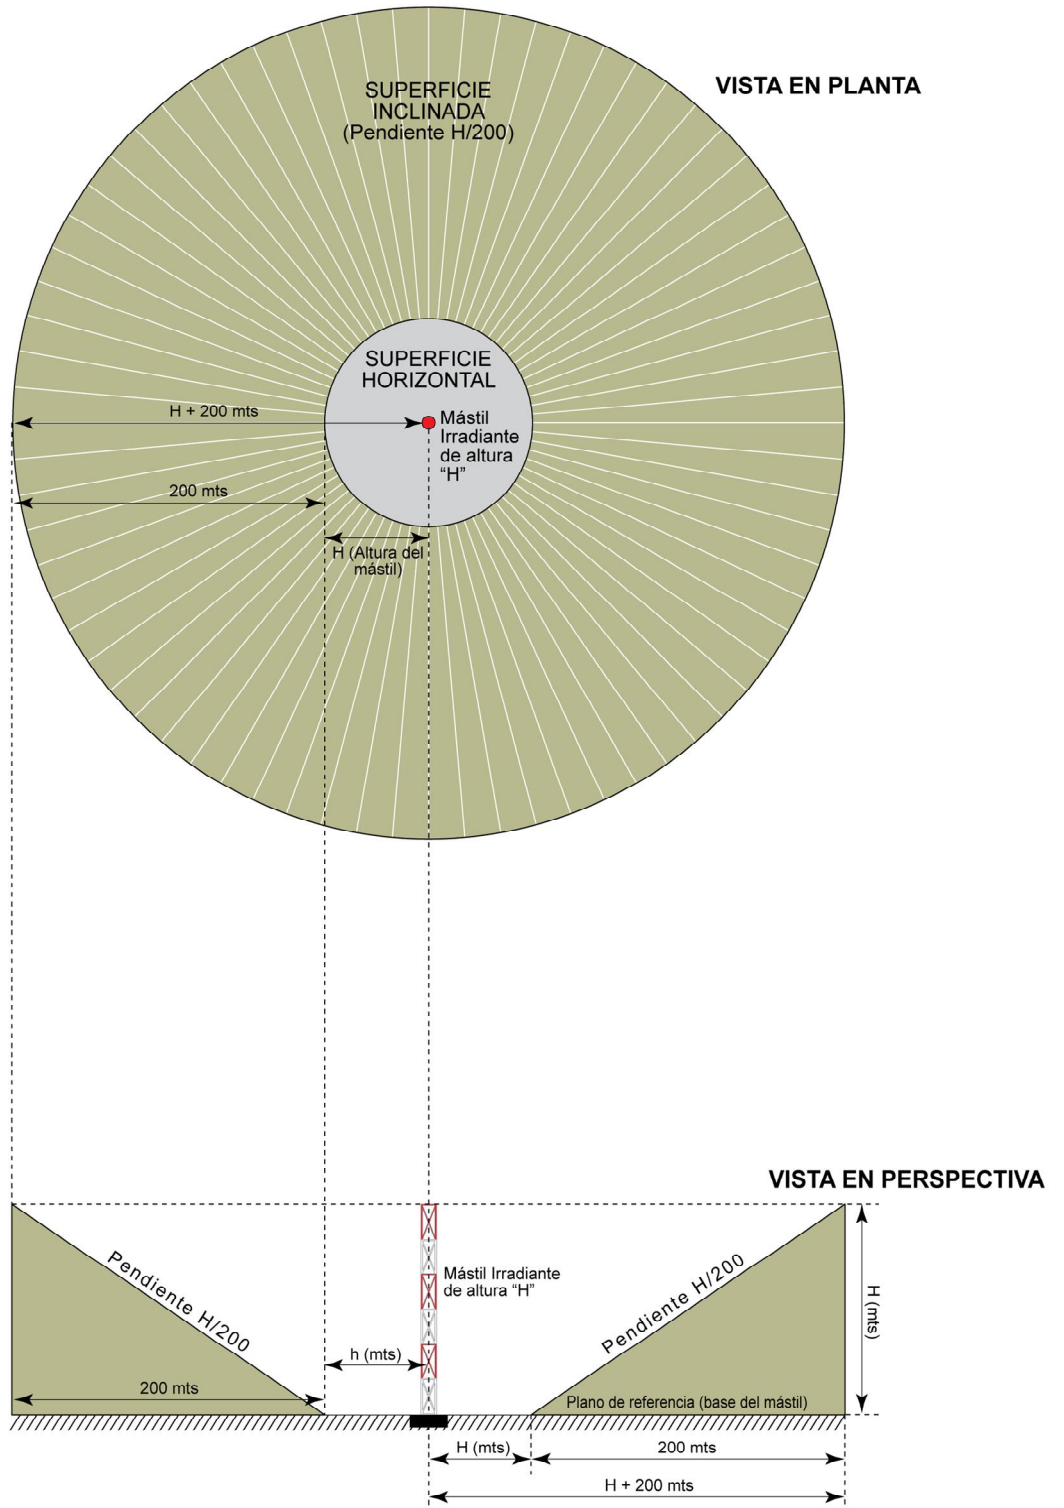 VISTA EN PLANTA
SUPERFICIE
INCLINADA
(Pendiente H/200)
SUPERFICIE
HORIZONTAL
H + 200 mts
Mástil
Irradiante
de altura
“H”
200 mts
H (Altura del
mástil)
VISTA EN PERSPECTIVA
Pendiente H/200
Mástil Irradiante
de altura “H”
Pendiente H/200
H (mts)
h (mts)
200 mts
Plano de referencia (base del mástil)
H (mts)
200 mts
H + 200 mts